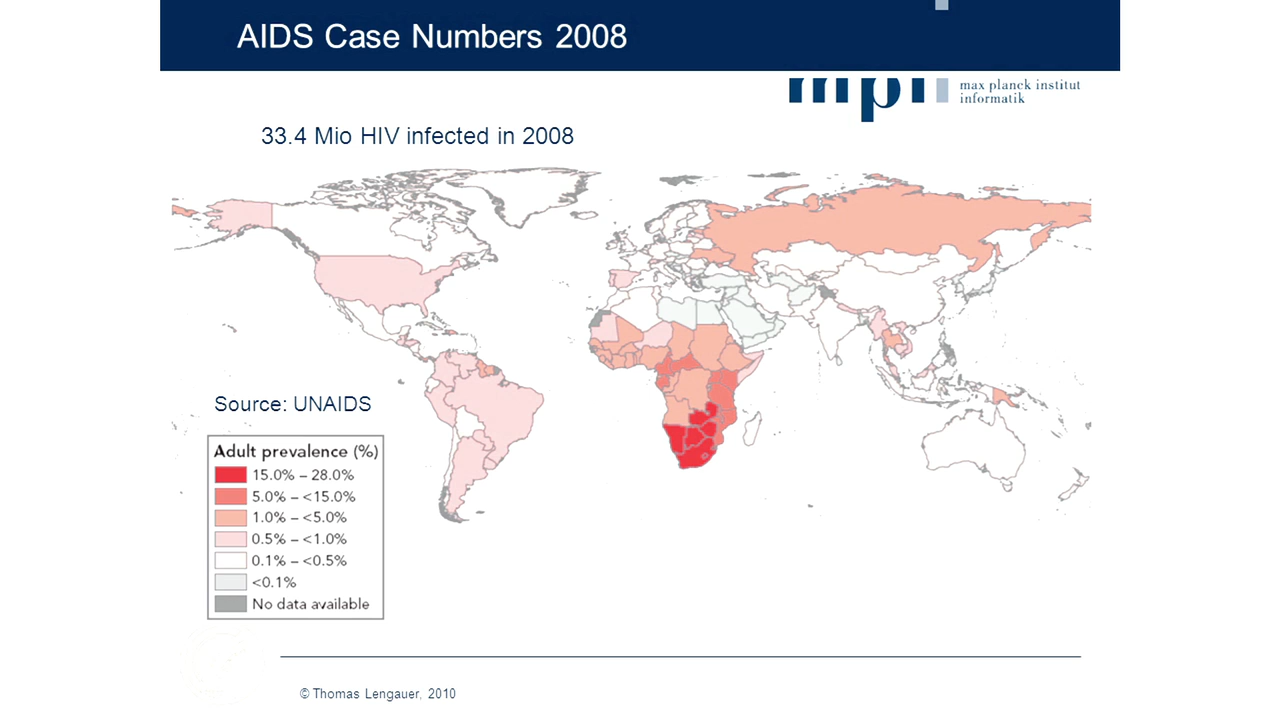 AIDS Case Numbers 2008
mpi
max planck institut
informatik
33.4 Mio HIV infected in 2008
Source: UNAIDS
Adult prevalence (%)
15.0% – 28.0%
5.0% – <15.0%
1.0% – <5.0%
0.5% – <1.0%
0.1% – <0.5%
<0.1%
No data available
© Thomas Lengauer, 2010